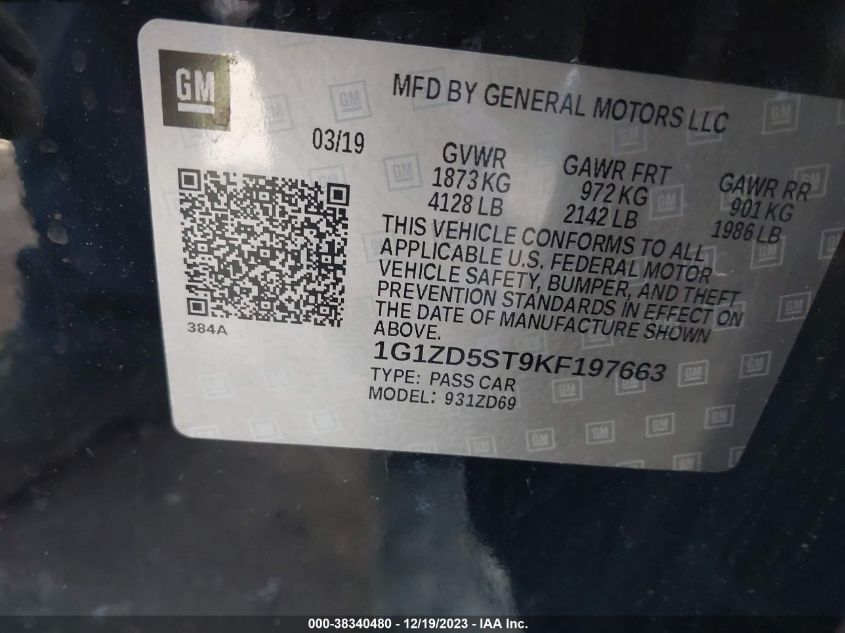 GM
MFD BY GENERAL MOTORS LLC
03/19
GVWR
1873 KG
4128 LB
GAWR FRT
972 KG
2142 LB
GAWR RR
901 KG
1986 LB
THIS VEHICLE CONFORMS TO ALL
APPLICABLE U.S. FEDERAL MOTOR
VEHICLE SAFETY, BUMPER, AND THEFT
PREVENTION STANDARDS IN EFFECT ON
THE DATE OF MANUFACTURE SHOWN
ABOVE.
384A
1G1ZD5ST9KF197663
TYPE: PASS CAR
MODEL: 931ZD69
000-38340480 - 12/19/2023 - IAA Inc.